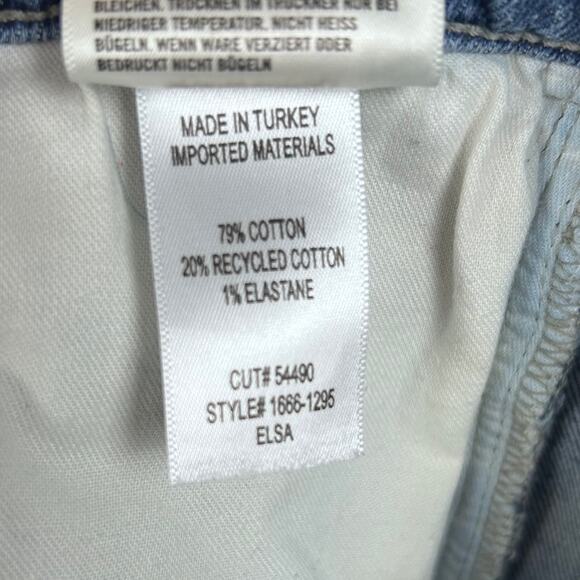 BLEICHEN. TROCKNEN IM TROCKNER NUR BEI
NIEDRIGER TEMPERATUR. NICHT HEISS
BÜGELN. WENN WARE VERZIERT ODER
BEDRUCKT NICHT BÜGELN
MADE IN TURKEY
IMPORTED MATERIALS
79% COTTON
20% RECYCLED COTTON
1% ELASTANE
CUT# 54490
STYLE# 1666-1295
ELSA